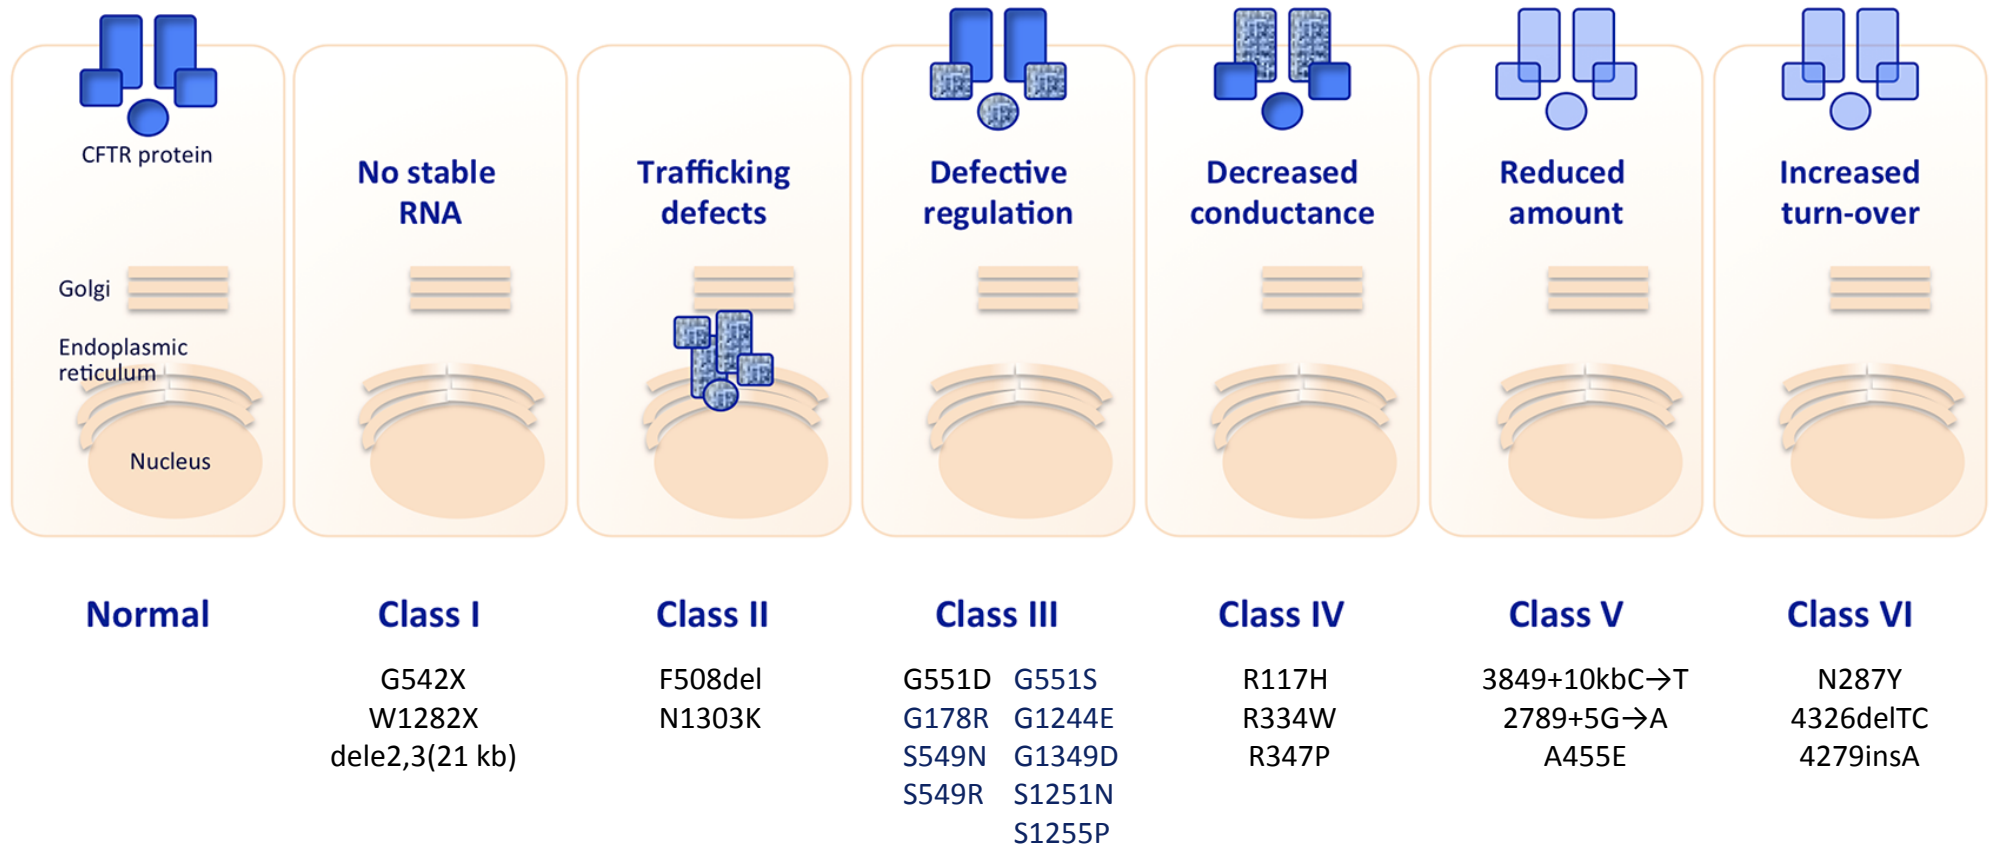 CFTR protein
Golgi
Endoplasmic
reticulum
Nucleus
No stable
RNA
Trafficking
defects
Defective
regulation
Decreased
conductance
Reduced
amount
Increased
turn-over
Normal
Class I
Class II
Class III
Class IV
Class V
Class VI
G542X
W1282X
dele2,3(21 kb)
F508del
N1303K
G551D G551S
G178R G1244E
S549N G1349D
S549R S1251N
S1255P
R117H
R334W
R347P
3849+10kbC→T
2789+5G→A
A455E
N287Y
4326delTC
4279insA